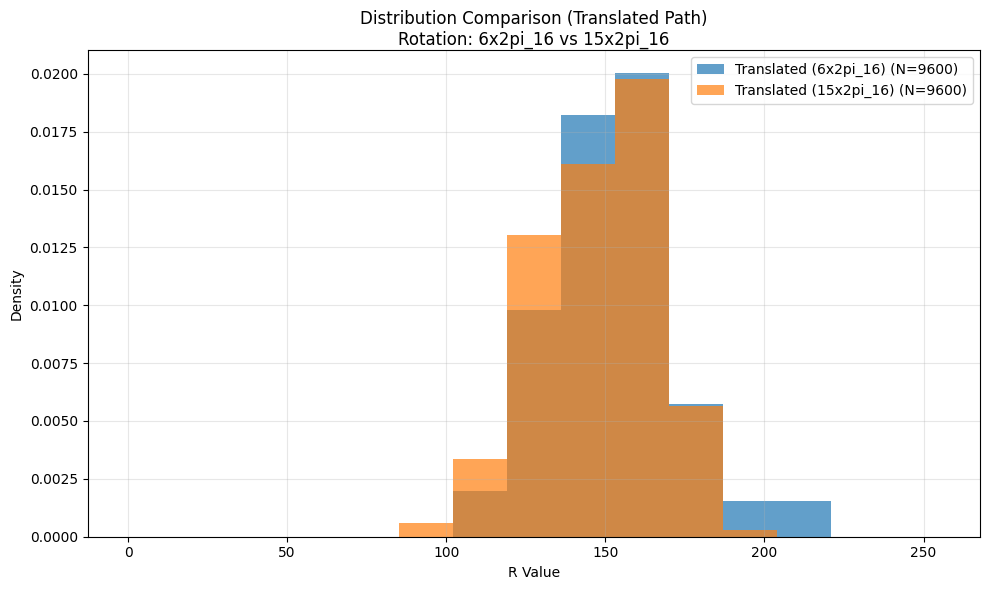 Distribution Comparison (Translated Path)
Rotation: 6x2pi_16 vs 15x2pi_16
Translated (6x2pi_16) (N=9600)
Translated (15x2pi_16) (N=9600)
0.0200
0.0175
0.0150
0.0125
0.0100
0.0075
0.0050
0.0025
0.0000
Density
0 50 100 150 200 250
R Value